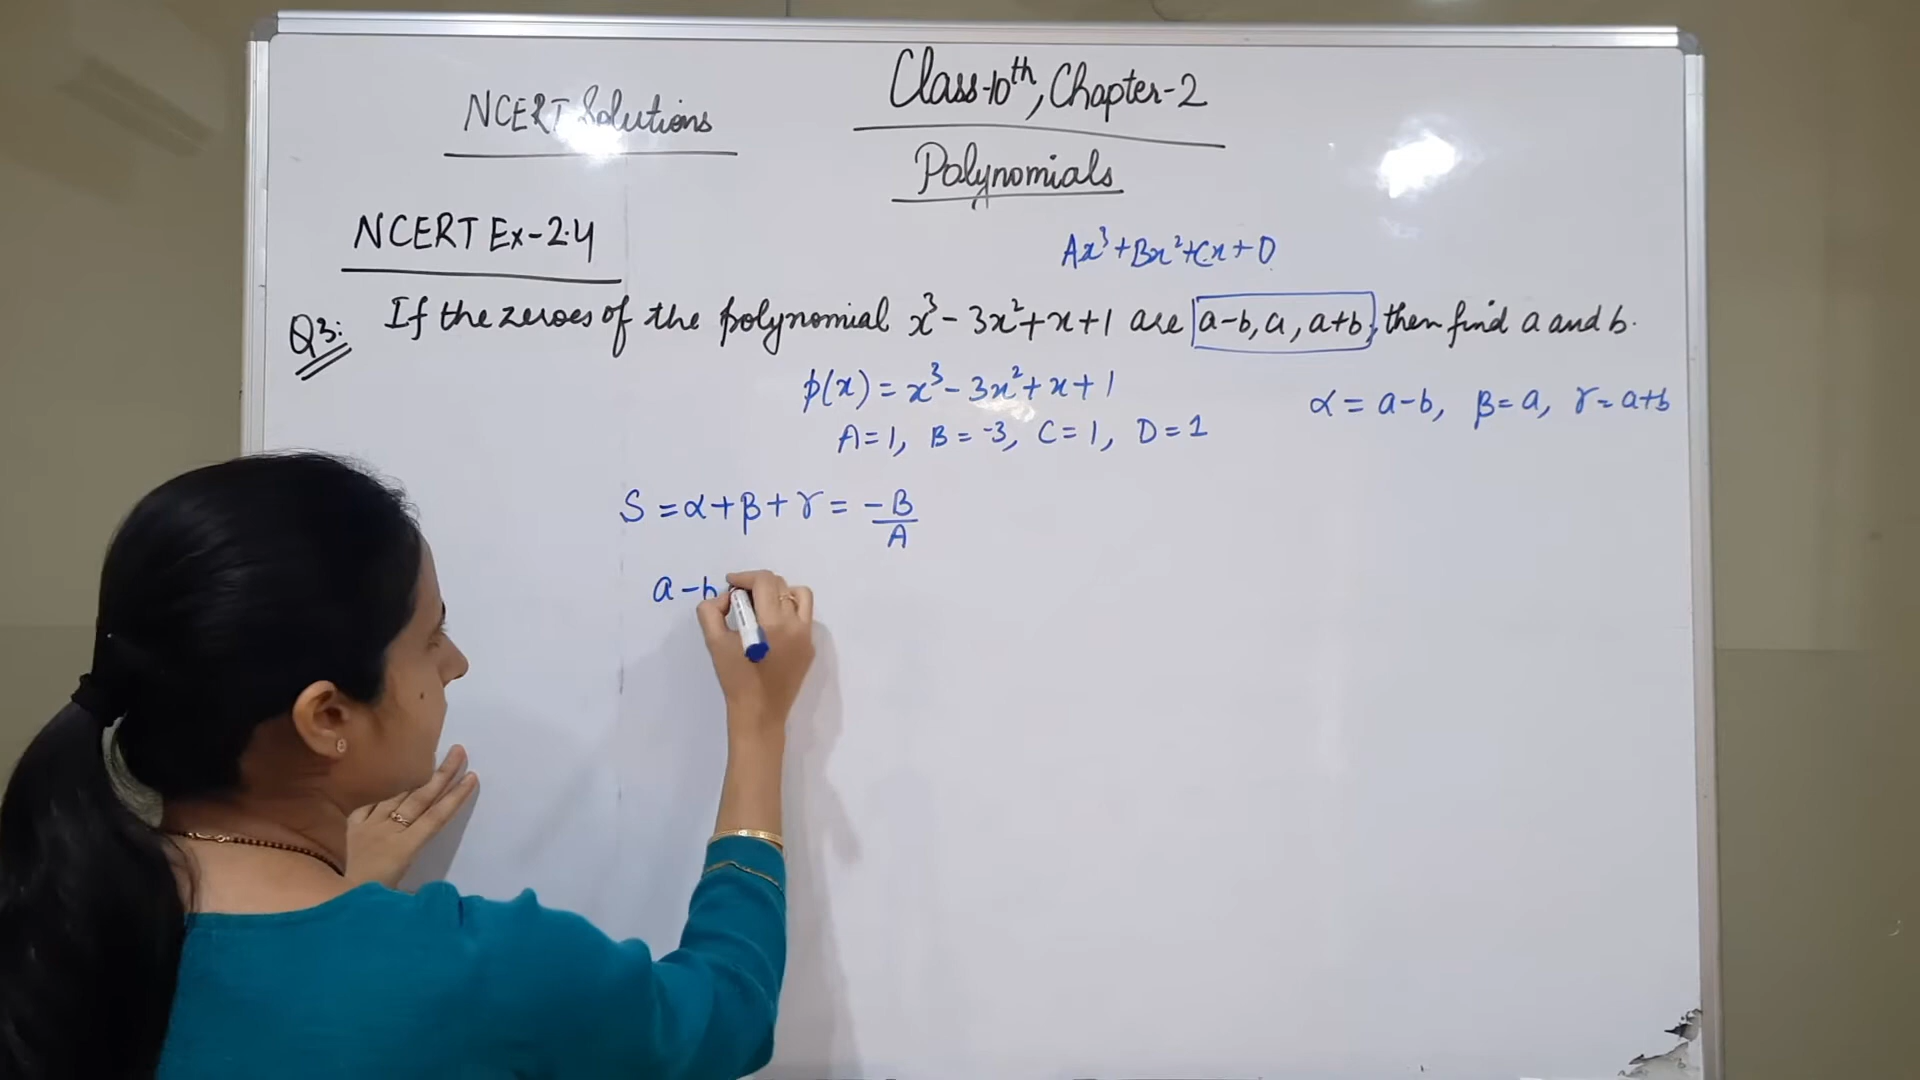 NCERT Solutions
Class-10th, Chapter-2
Polynomials
NCERT Ex-2.4
Ax³+Bx²+Cx+D
Q3: If the zeroes of the polynomial x³-3x²+x+1 are a-b, a, a+b, then find a and b.
p(x) = x³-3x²+x+1
α = a-b, β=a, γ=a+b
A=1, B=-3, C=1, D=1
S = α+β+γ = -B/A
a-b